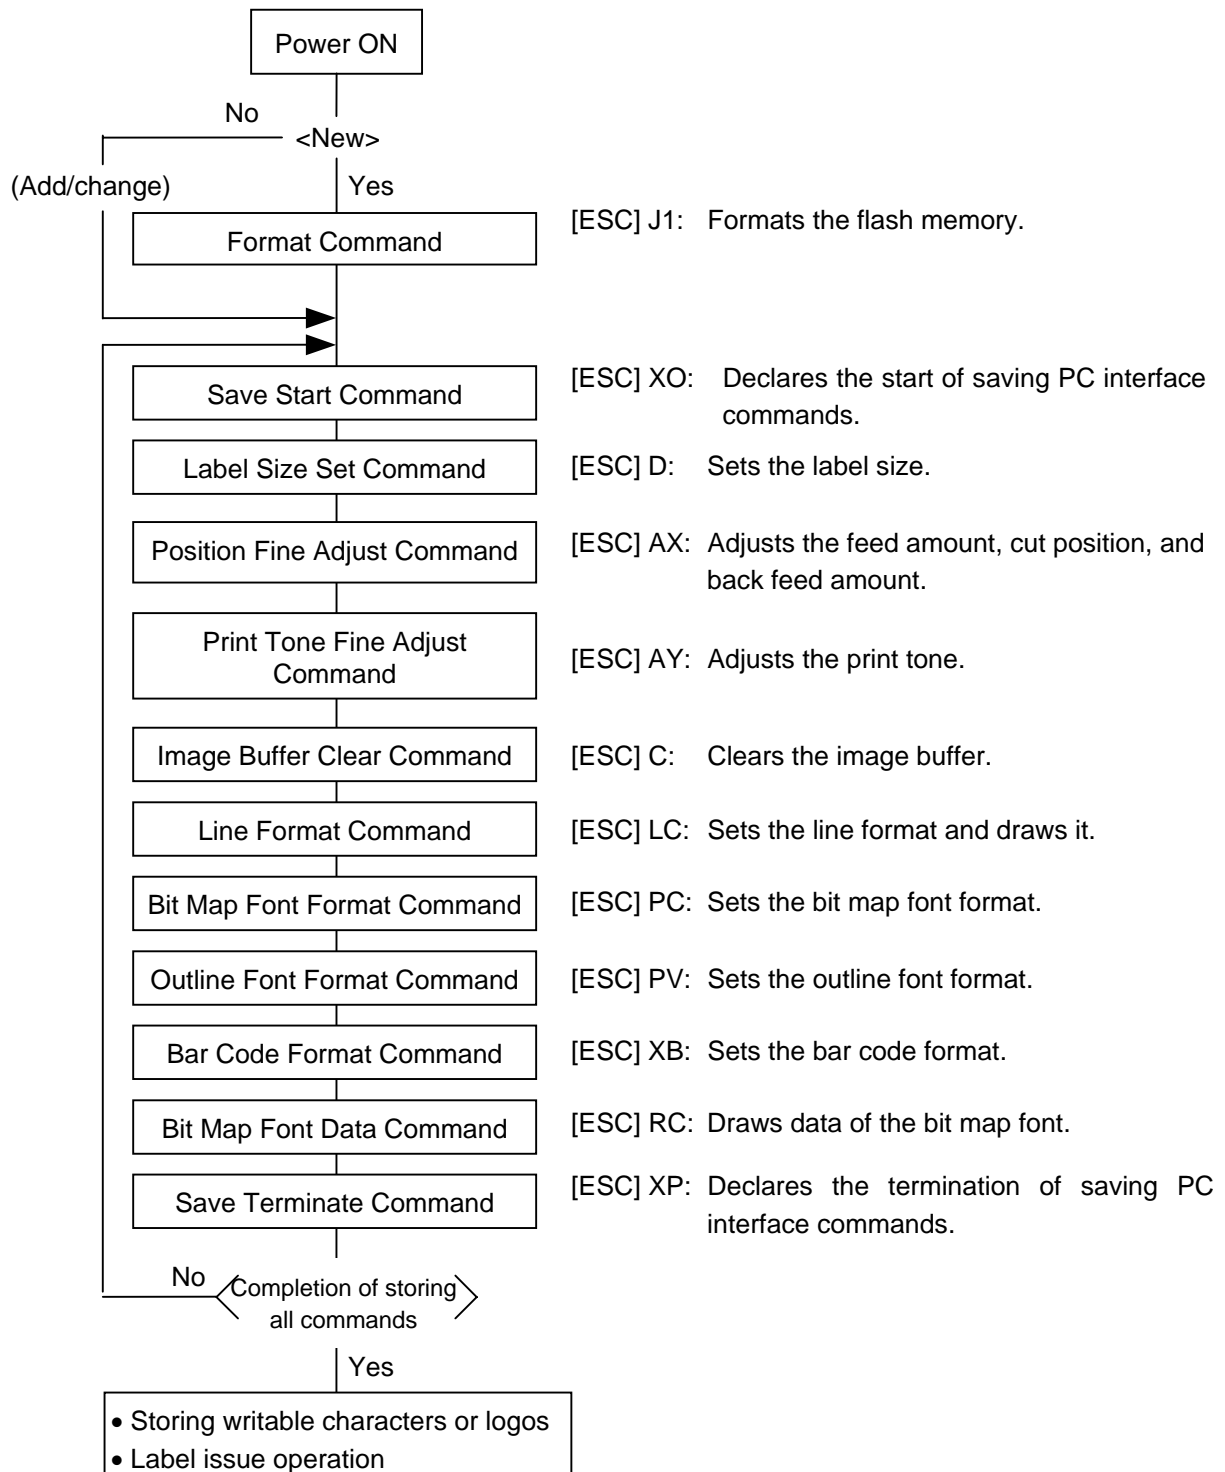 Power ON
No
<New>
(Add/change)
Yes
Format Command
[ESC] J1: Formats the flash memory.
Save Start Command
[ESC] XO: Declares the start of saving PC interface
commands.
Label Size Set Command
[ESC] D: Sets the label size.
Position Fine Adjust Command
[ESC] AX: Adjusts the feed amount, cut position, and
back feed amount.
Print Tone Fine Adjust
Command
[ESC] AY: Adjusts the print tone.
Image Buffer Clear Command
[ESC] C: Clears the image buffer.
Line Format Command
[ESC] LC: Sets the line format and draws it.
Bit Map Font Format Command
[ESC] PC: Sets the bit map font format.
Outline Font Format Command
[ESC] PV: Sets the outline font format.
Bar Code Format Command
[ESC] XB: Sets the bar code format.
Bit Map Font Data Command
[ESC] RC: Draws data of the bit map font.
Save Terminate Command
[ESC] XP: Declares the termination of saving PC
interface commands.
No
Completion of storing
all commands
Yes
• Storing writable characters or logos
• Label issue operation